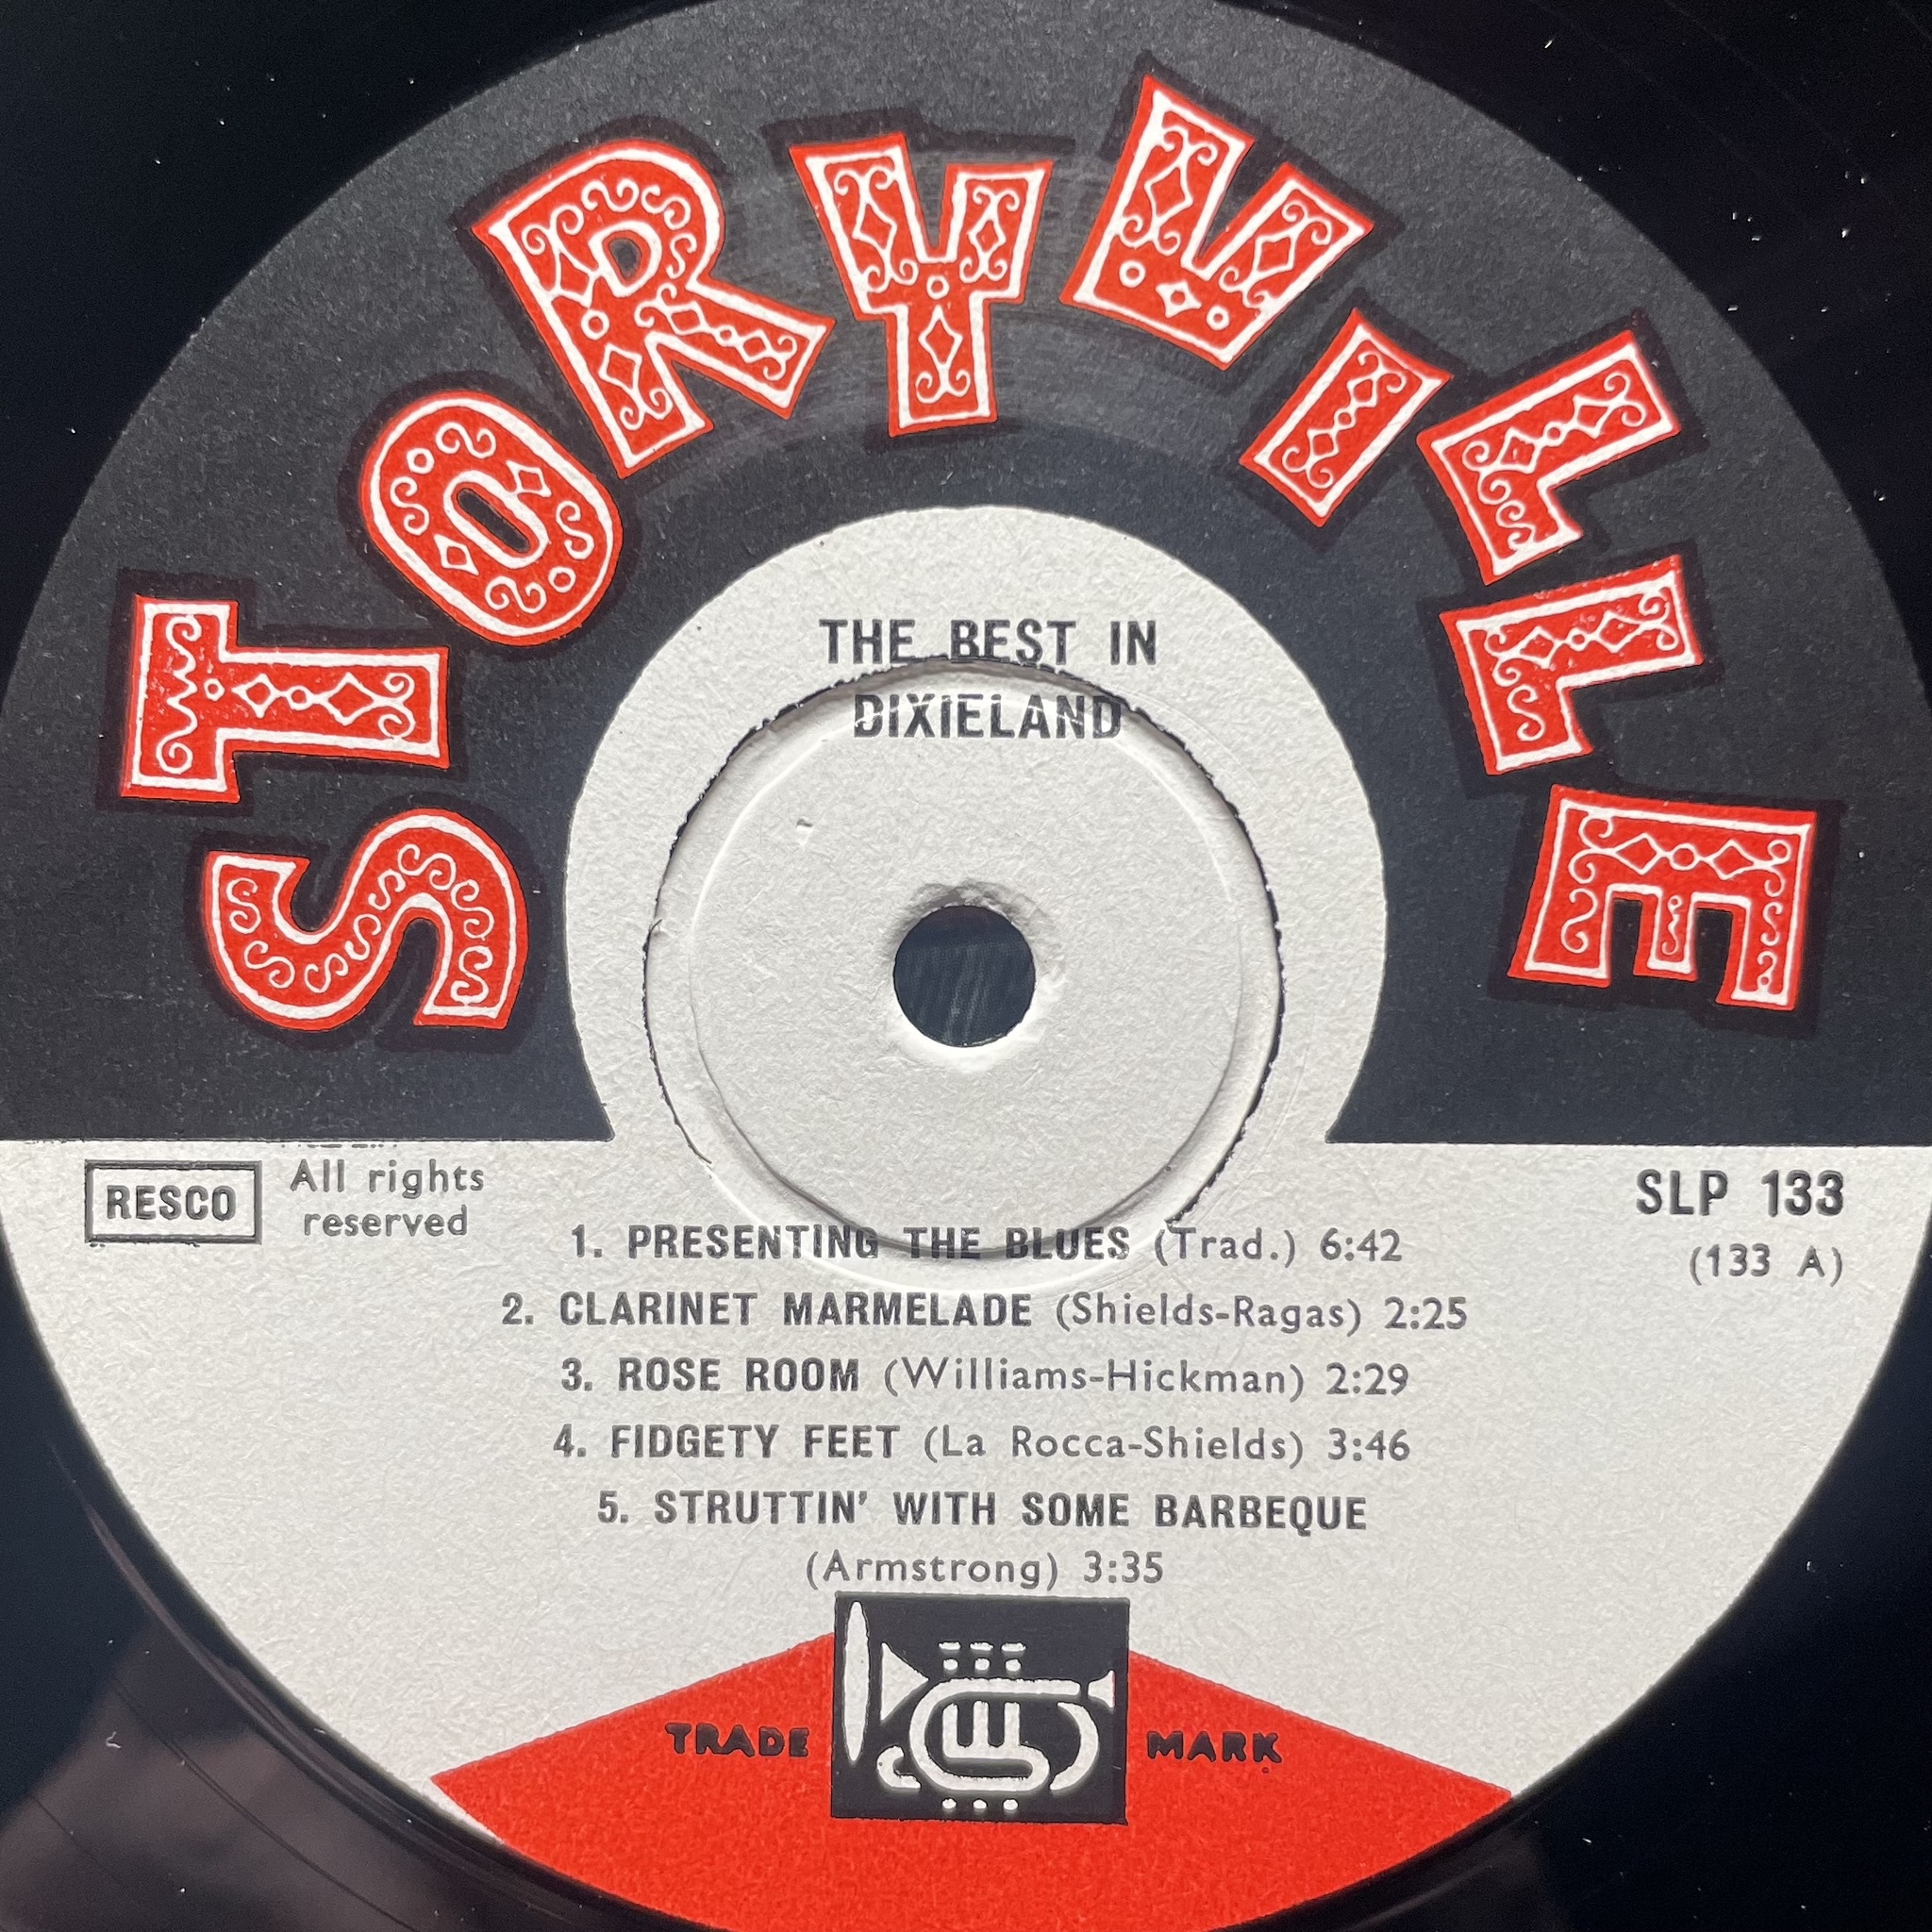 STORYVILLE
THE BEST IN
DIXIELAND
RESCO
All rights
reserved
SLP 133
(133 A)
1. PRESENTING THE BLUES (Trad.) 6:42
2. CLARINET MARMELADE (Shields-Ragas) 2:25
3. ROSE ROOM (Williams-Hickman) 2:29
4. FIDGETY FEET (La Rocca-Shields) 3:46
5. STRUTTIN' WITH SOME BARBEQUE
(Armstrong) 3:35
TRADE MARK